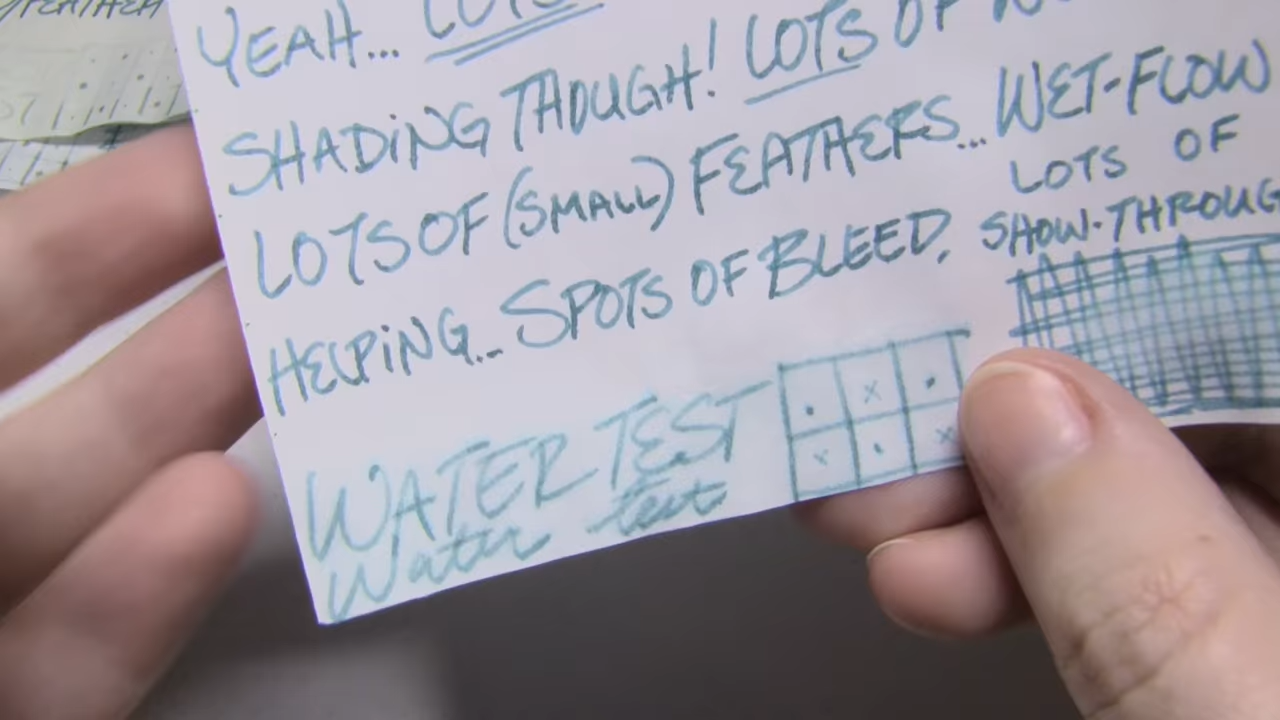 YEAH... LOTS
SHADING THOUGH! LOTS OF
LOTS OF (SMALL) FEATHERS... WET-FLOW
HELPING... SPOTS OF BLEED,
LOTS OF
SHOW-THROUG
WATER TEST
Water test